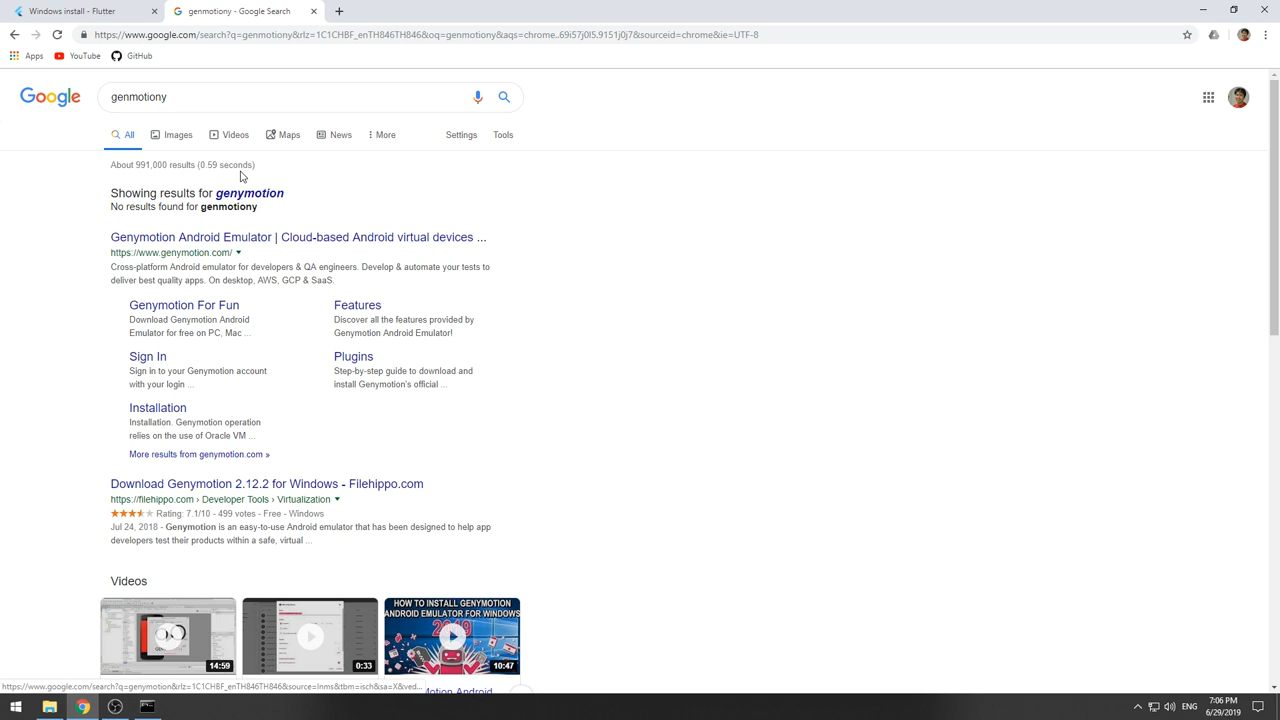 Windows install - Flutter
genmotiony - Google Search
https://www.google.com/search?q=genmotiony&rlz=1C1CHBF_enTH846TH846&oq=genmotiony&aqs=chrome..69i57j0l5.9151j0j7&sourceid=chrome&ie=UTF-8
Apps YouTube GitHub
Google
genmotiony
All Images Videos Maps News More Settings Tools
About 991,000 results (0.59 seconds)
Showing results for genymotion
No results found for genmotiony
Genymotion Android Emulator | Cloud-based Android virtual devices ...
https://www.genymotion.com/
Cross-platform Android emulator for developers & QA engineers. Develop & automate your tests to
deliver best quality apps. On desktop, AWS, GCP & SaaS.
Genymotion For Fun
Download Genymotion Android
Emulator for free on PC, Mac ...
Features
Discover all the features provided by
Genymotion Android Emulator!
Sign In
Sign in to your Genymotion account
with your login ...
Plugins
Step-by-step guide to download and
install Genymotion's official ...
Installation
Installation. Genymotion operation
relies on the use of Oracle VM ...
More results from genymotion.com »
Download Genymotion 2.12.2 for Windows - Filehippo.com
https://filehippo.com › Developer Tools › Virtualization
Rating: 7.1/10 - 499 votes - Free - Windows
Jul 24, 2018 - Genymotion is an easy-to-use Android emulator that has been designed to help app
developers test their products within a safe, virtual ...
Videos
14:59
0:33
HOW TO INSTALL GENYMOTION
ANDROID EMULATOR FOR WINDOWS
2019
10:47
https://www.google.com/search?q=genymotion&rlz=1C1CHBF_enTH846TH846&source=lnms&tbm=isch&sa=X&ved...
Motion Android
ENG
7:06 PM
6/29/2019